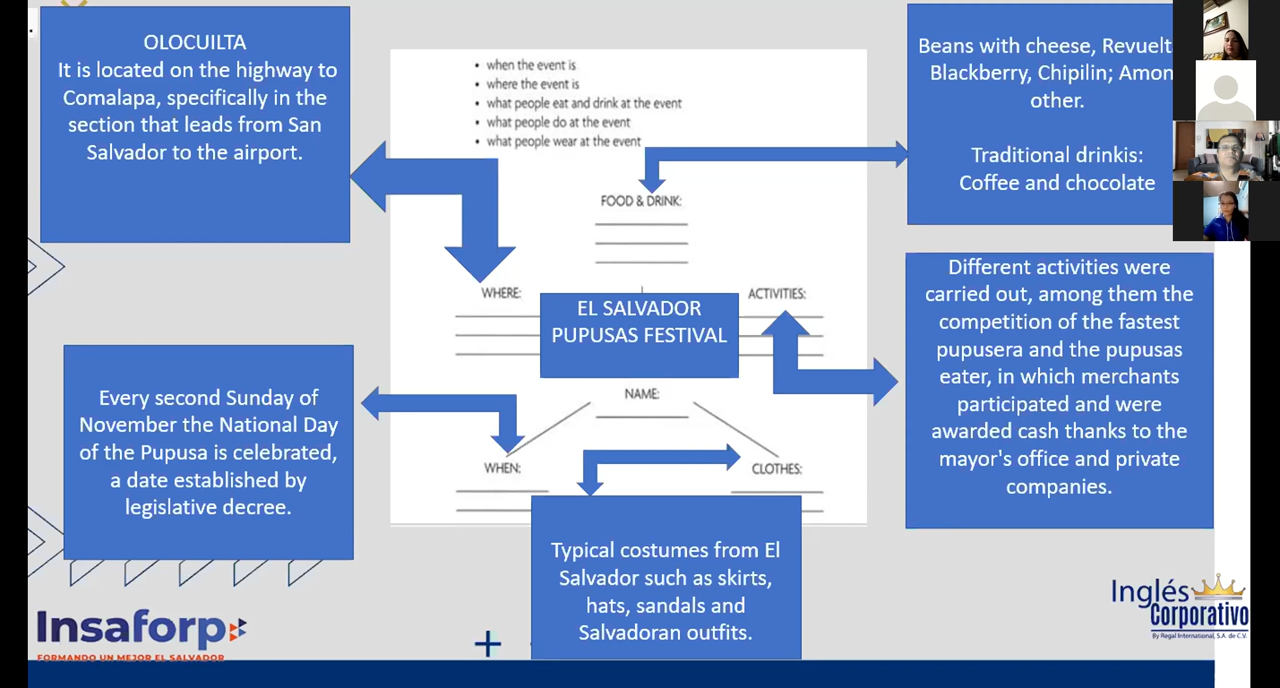 OLOCUILTA
It is located on the highway to
Comalapa, specifically in the
section that leads from San
Salvador to the airport.
• when the event is
• where the event is
• what people eat and drink at the event
• what people do at the event
• what people wear at the event
Beans with cheese, Revuelt
Blackberry, Chipilin; Amon
other.
Traditional drinkis:
Coffee and chocolate
FOOD & DRINK:
WHERE:
EL SALVADOR
PUPUSAS FESTIVAL
ACTIVITIES:
Different activities were
carried out, among them the
competition of the fastest
pupusera and the pupusas
eater, in which merchants
participated and were
awarded cash thanks to the
mayor's office and private
companies.
Every second Sunday of
November the National Day
of the Pupusa is celebrated,
a date established by
legislative decree.
NAME:
WHEN:
CLOTHES:
Typical costumes from El
Salvador such as skirts,
hats, sandals and
Salvadoran outfits.
Insaforp
FORMANDO UN MEJOR EL SALVADOR
Inglés
Corporativo
By Regal International, S.A. de C.V.